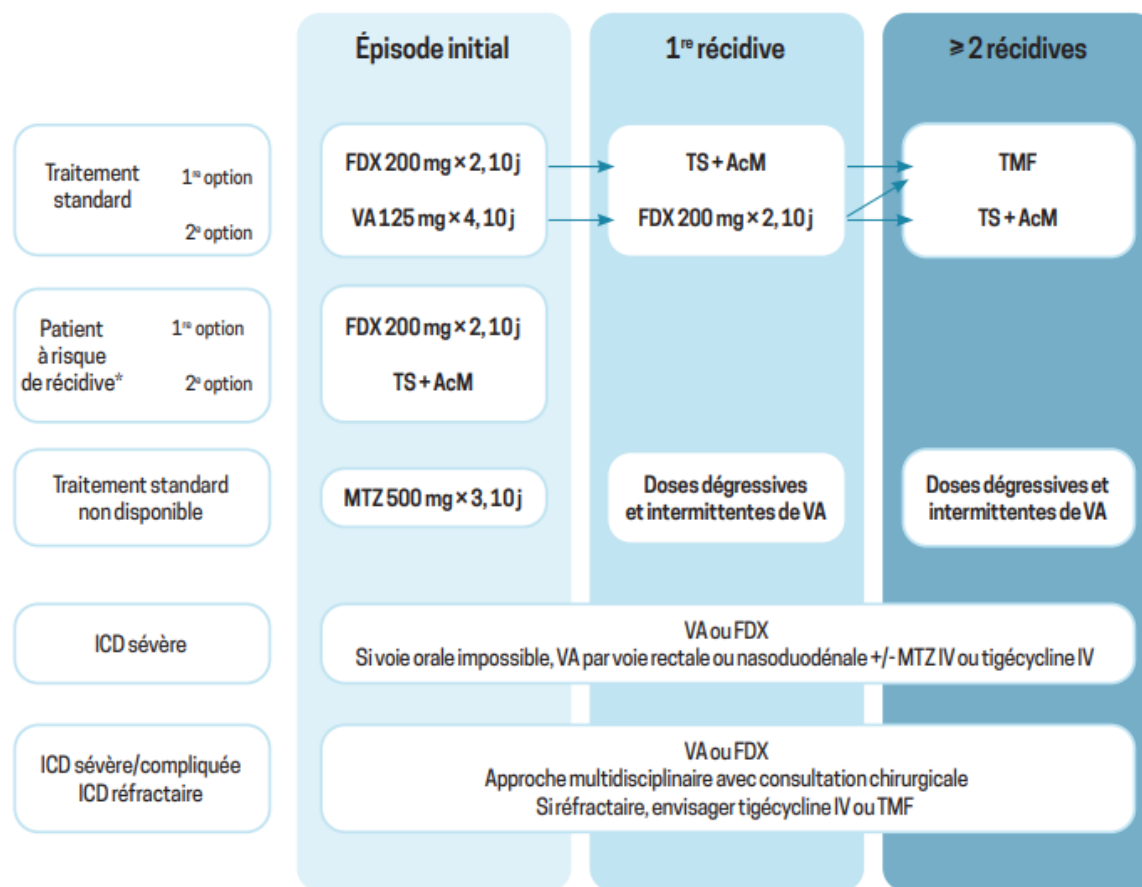 Épisode initial
1re récidive
≥ 2 récidives
Traitement
standard
1re option
2e option
FDX 200 mg × 2, 10 j
VA 125 mg × 4, 10 j
TS + AcM
FDX 200 mg × 2, 10 j
TMF
TS + AcM
Patient
à risque
de récidive*
1re option
2e option
FDX 200 mg × 2, 10 j
TS + AcM
Traitement standard
non disponible
MTZ 500 mg × 3, 10 j
Doses dégressives
et intermittentes de VA
Doses dégressives et
intermittentes de VA
ICD sévère
VA ou FDX
Si voie orale impossible, VA par voie rectale ou nasoduodénale +/- MTZ IV ou tigécycline IV
ICD sévère/compliquée
ICD réfractaire
VA ou FDX
Approche multidisciplinaire avec consultation chirurgicale
Si réfractaire, envisager tigécycline IV ou TMF